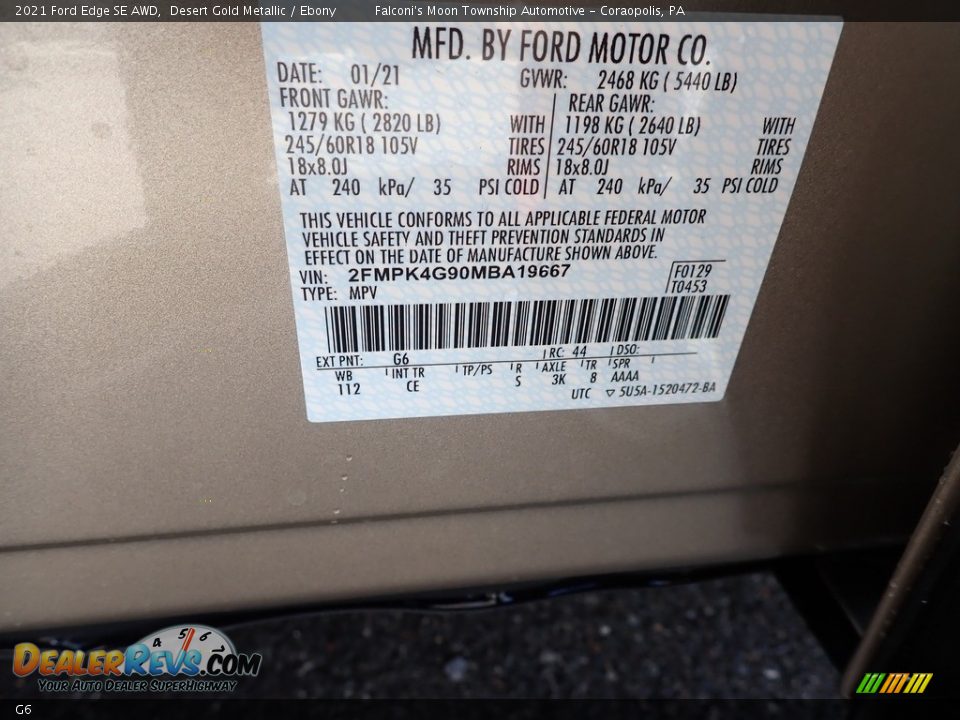 2021 Ford Edge SE AWD, Desert Gold Metallic / Ebony Falconi's Moon Township Automotive - Coraopolis, PA
MFD. BY FORD MOTOR CO.
DATE: 01/21 GVWR: 2468 KG ( 5440 LB)
FRONT GAWR: REAR GAWR:
1279 KG ( 2820 LB) WITH 1198 KG ( 2640 LB) WITH
245/60R18 105V TIRES 245/60R18 105V TIRES
18x8.0J RIMS 18x8.0J RIMS
AT 240 kPa/ 35 PSI COLD AT 240 kPa/ 35 PSI COLD
THIS VEHICLE CONFORMS TO ALL APPLICABLE FEDERAL MOTOR
VEHICLE SAFETY AND THEFT PREVENTION STANDARDS IN
EFFECT ON THE DATE OF MANUFACTURE SHOWN ABOVE.
VIN: 2FMPK4G90MBA19667 F0129
TYPE: MPV T0453
EXT PNT: G6 RC: 44 DSO:
WB INT TR TP/PS R AXLE TR SPR
112 CE S 3K 8 AAAA
UTC ▽ 5U5A-1520472-BA
4 5 6
DEALERREVS.COM
YOUR AUTO DEALER SUPERHIGHWAY
G6